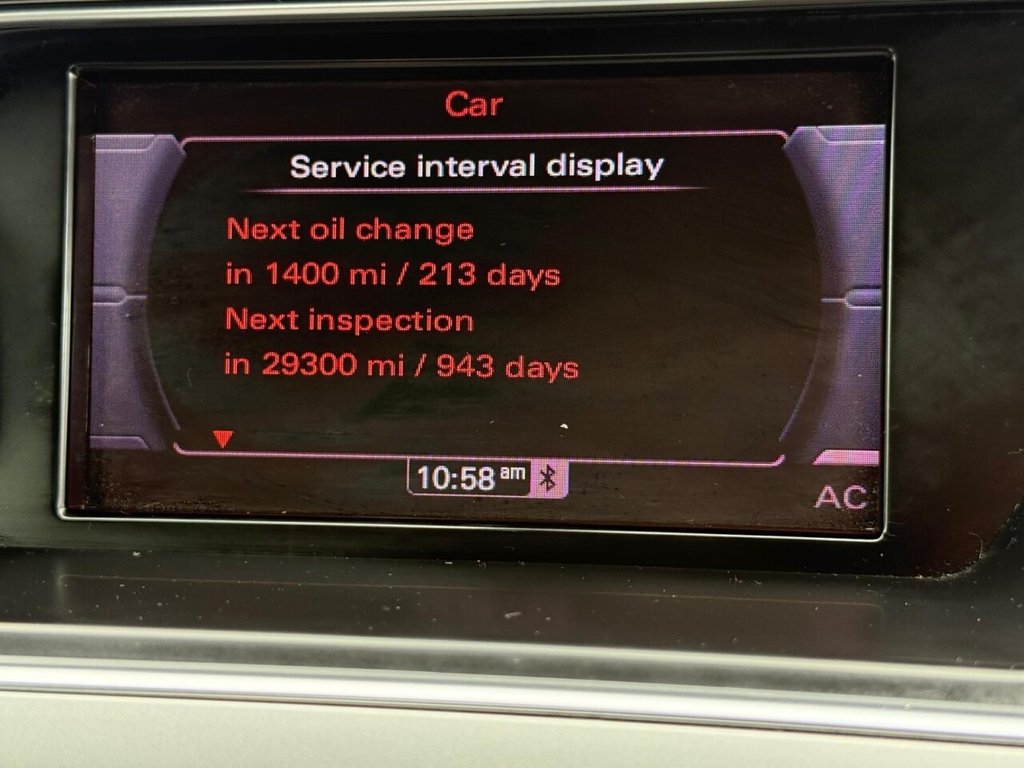 Car
Service interval display
Next oil change
in 1400 mi / 213 days
Next inspection
in 29300 mi / 943 days
10:58 am
AC